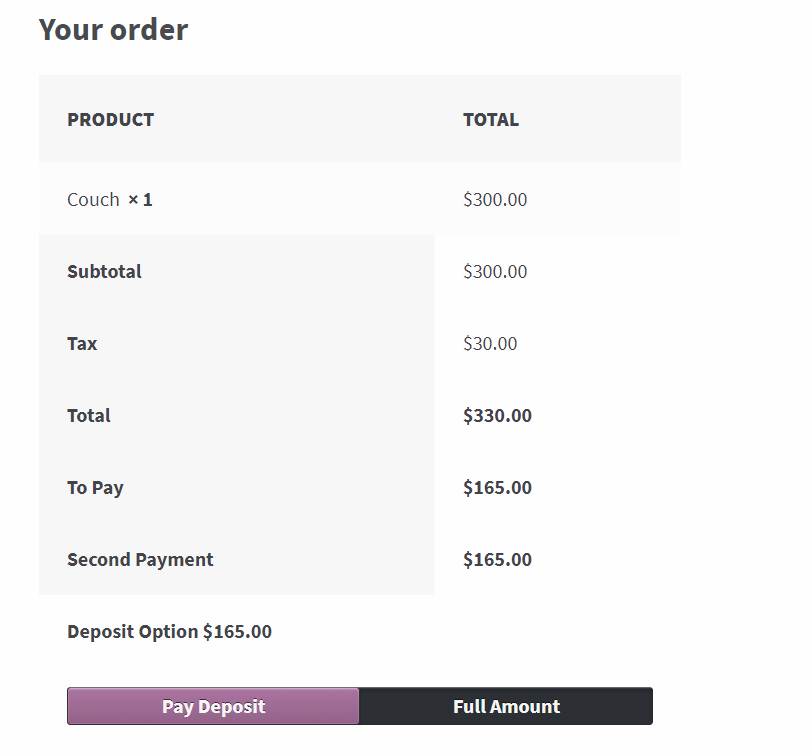 Your order
PRODUCT TOTAL
Couch × 1 $300.00
Subtotal $300.00
Tax $30.00
Total $330.00
To Pay $165.00
Second Payment $165.00
Deposit Option $165.00
Pay Deposit Full Amount